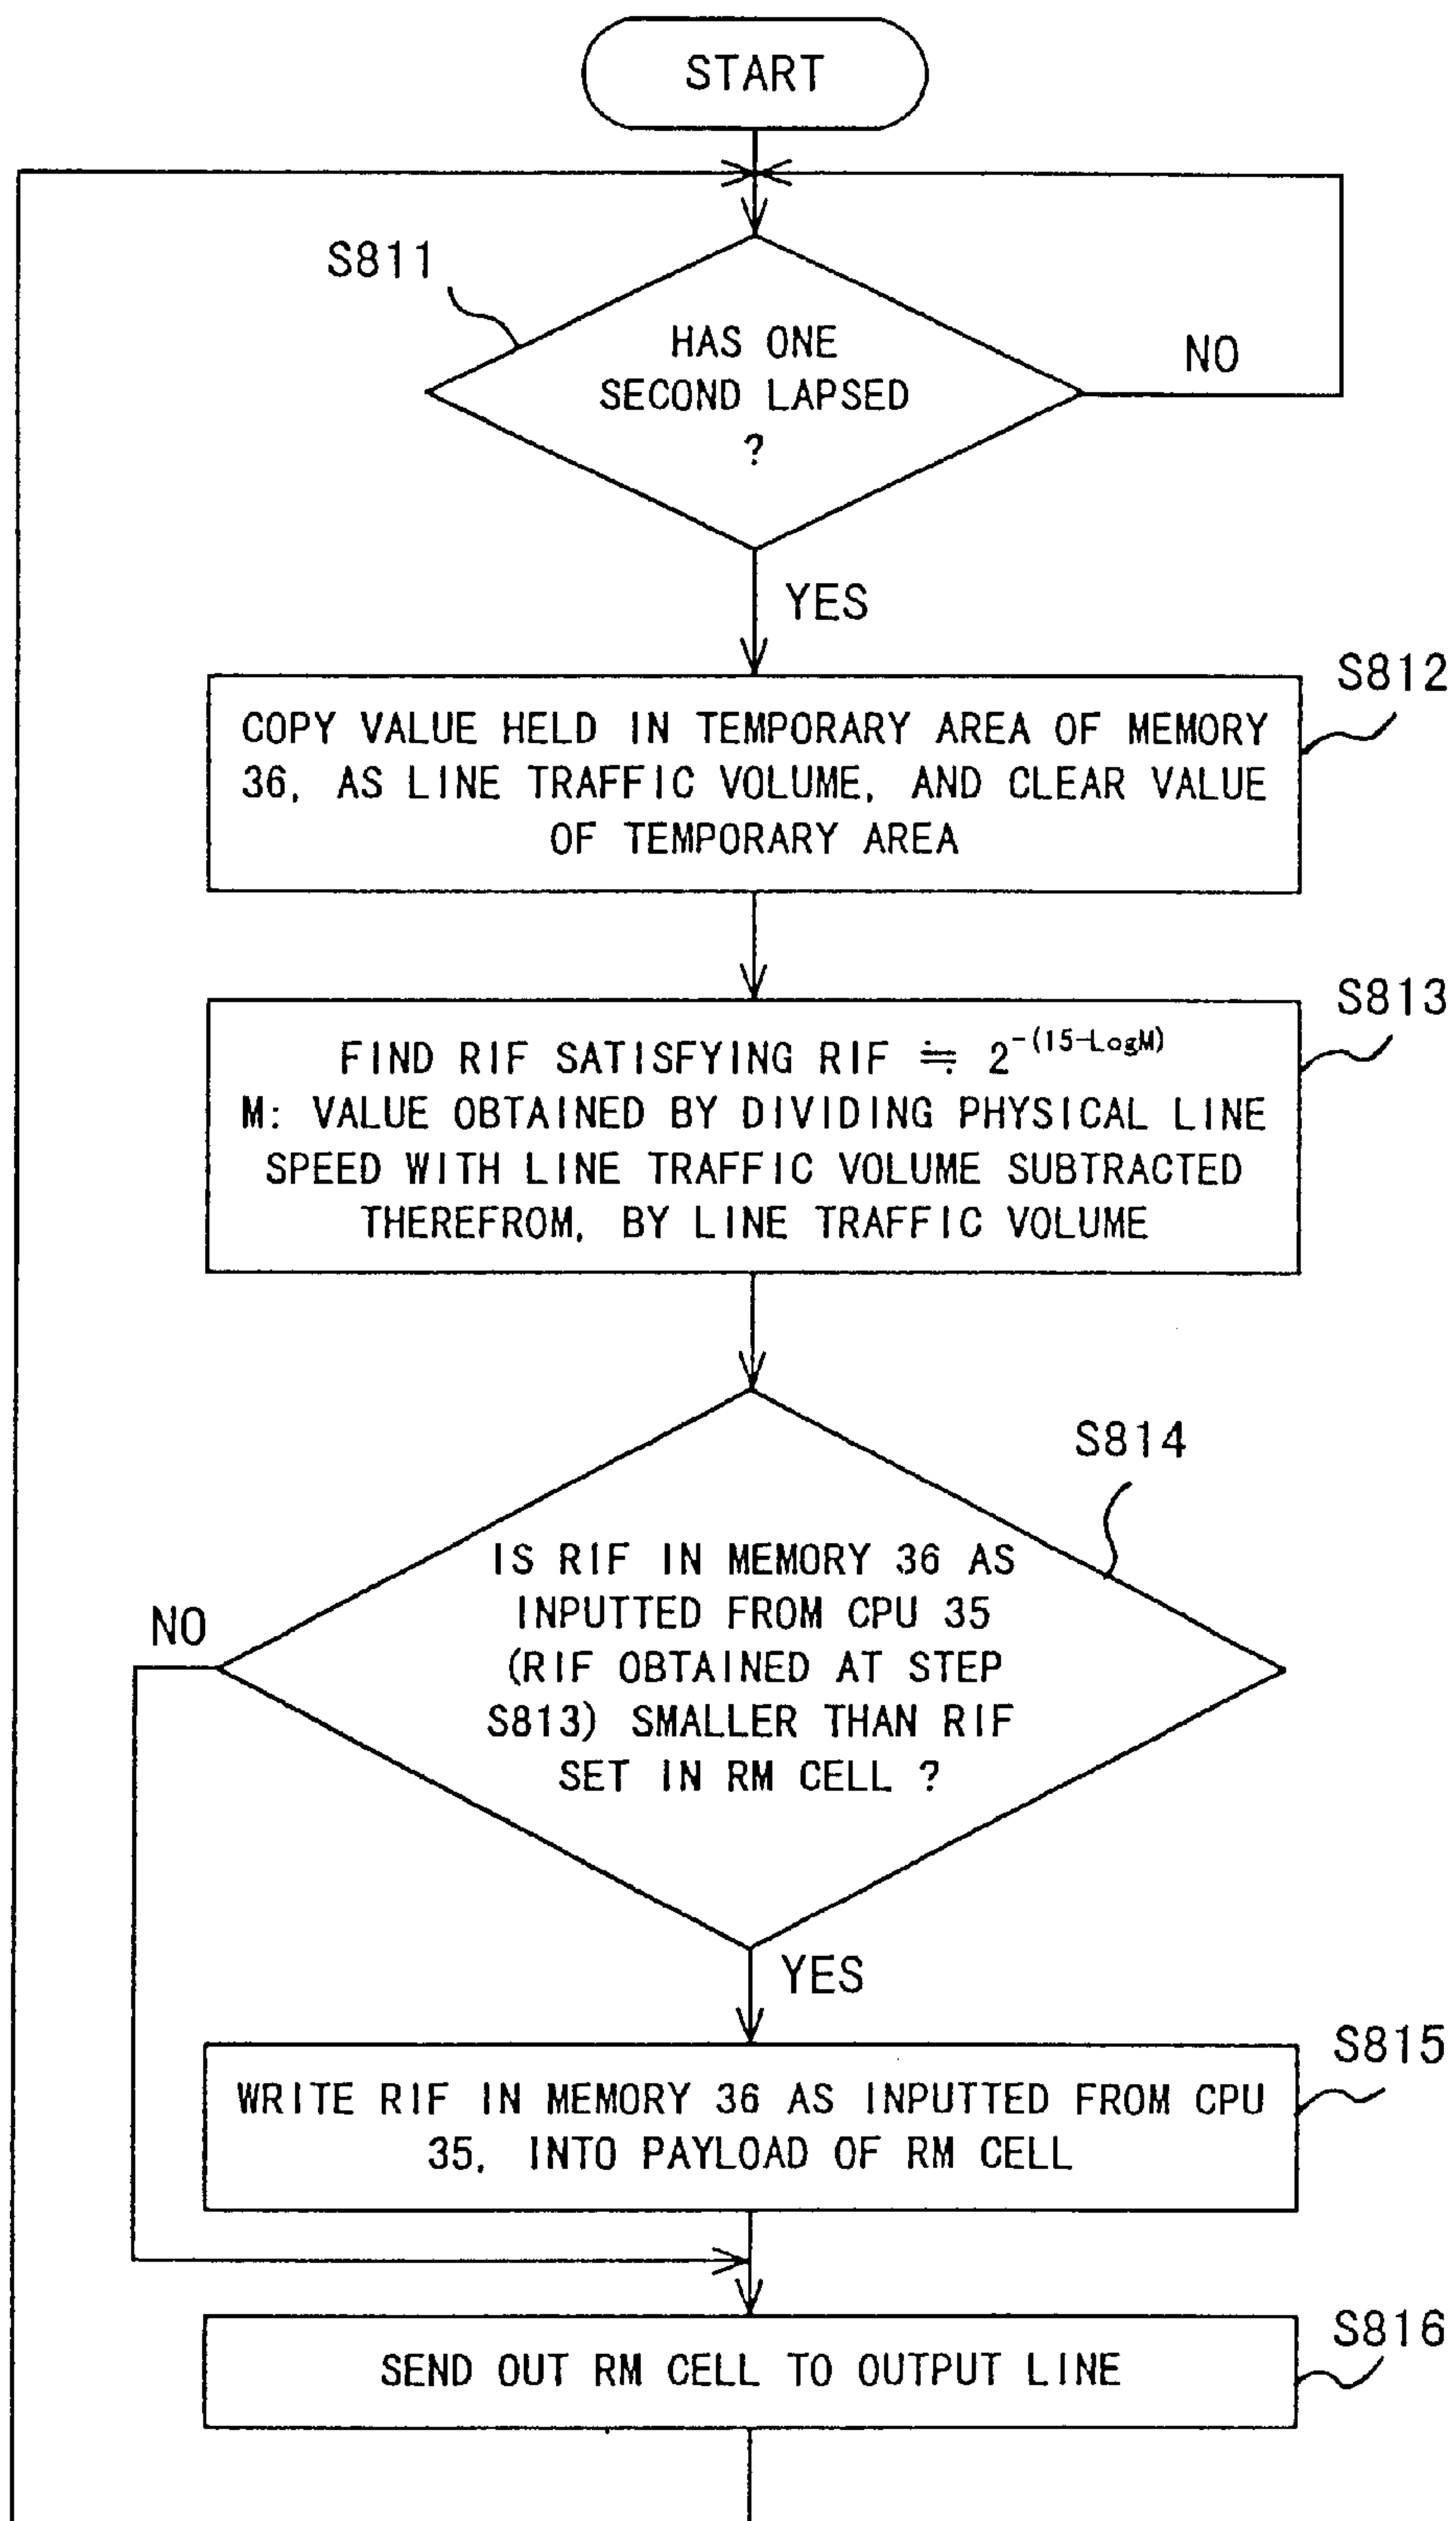 START
S811
HAS ONE
SECOND LAPSED
?
NO
YES
S812
COPY VALUE HELD IN TEMPORARY AREA OF MEMORY
36, AS LINE TRAFFIC VOLUME, AND CLEAR VALUE
OF TEMPORARY AREA
S813
FIND RIF SATISFYING RIF ≒ 2^-(15-LogM)
M: VALUE OBTAINED BY DIVIDING PHYSICAL LINE
SPEED WITH LINE TRAFFIC VOLUME SUBTRACTED
THEREFROM, BY LINE TRAFFIC VOLUME
S814
IS RIF IN MEMORY 36 AS
INPUTTED FROM CPU 35
(RIF OBTAINED AT STEP
S813) SMALLER THAN RIF
SET IN RM CELL ?
NO
YES
S815
WRITE RIF IN MEMORY 36 AS INPUTTED FROM CPU
35, INTO PAYLOAD OF RM CELL
S816
SEND OUT RM CELL TO OUTPUT LINE